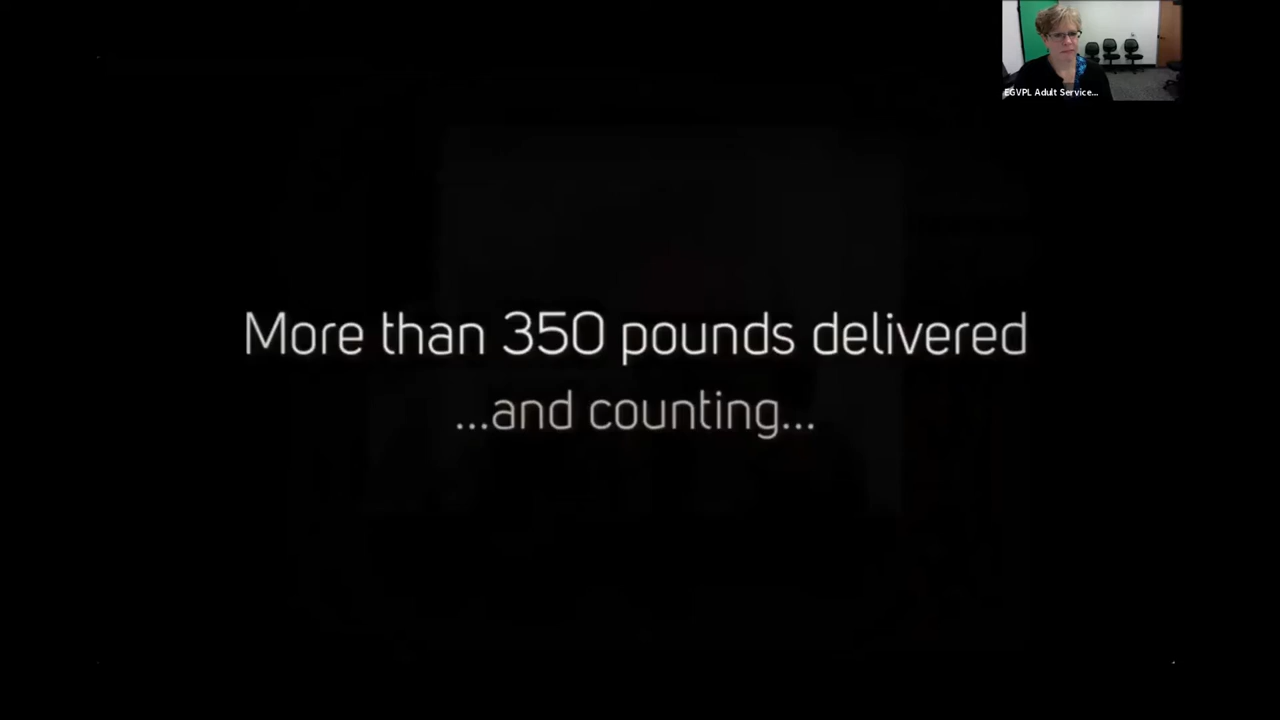 EGVPL Adult Service...
More than 350 pounds delivered
...and counting...